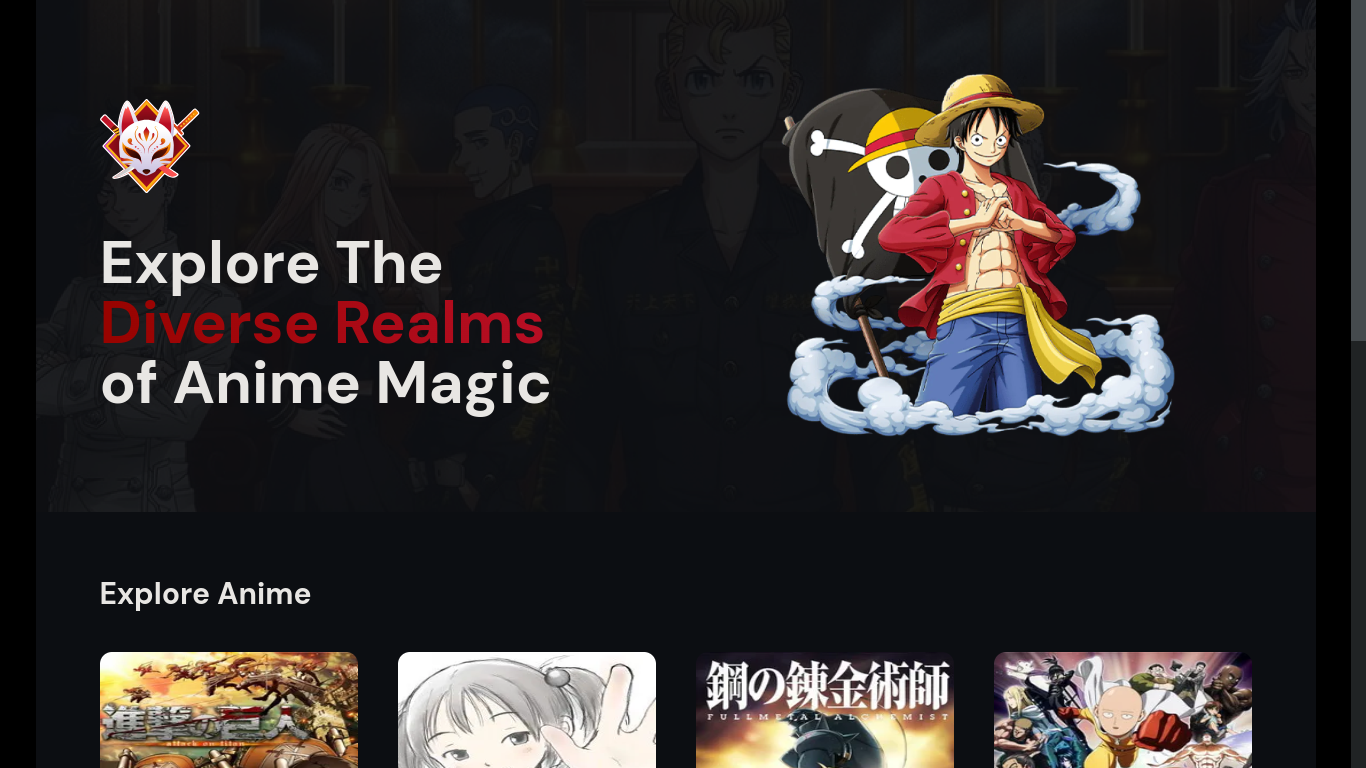 Explore The
Diverse Realms
of Anime Magic
Explore Anime
進撃の巨人
attack on titan
鋼の錬金術師
FULLMETAL ALCHEMIST